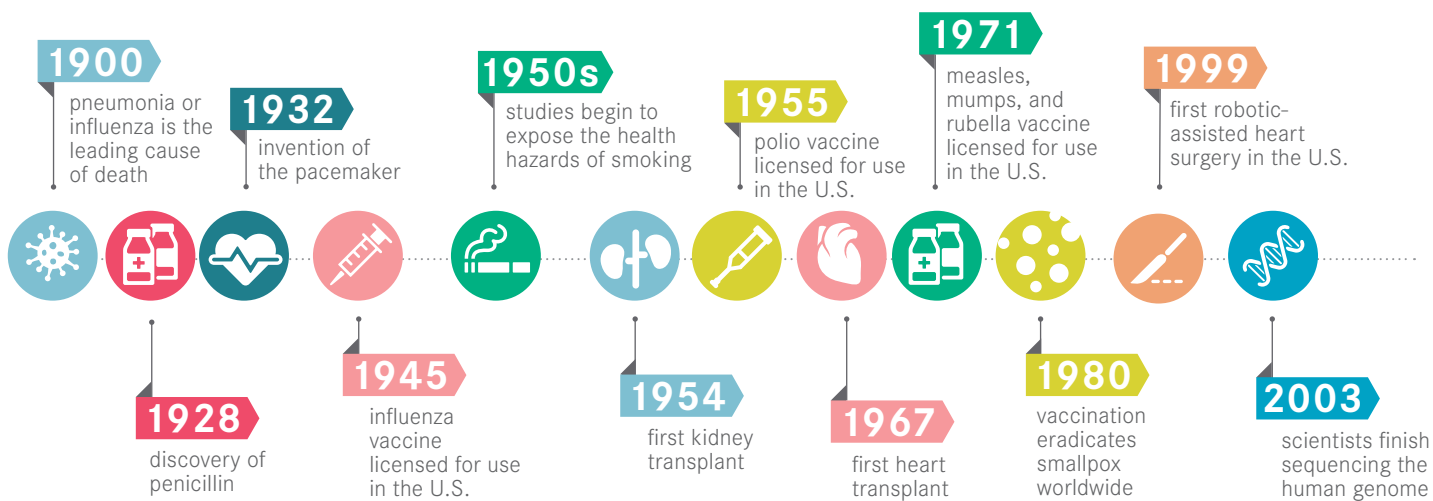 1900
pneumonia or
influenza is the
leading cause
of death
1928
discovery of
penicillin
1932
invention of
the pacemaker
1945
influenza
vaccine
licensed for use
in the U.S.
1950s
studies begin to
expose the health
hazards of smoking
1954
first kidney
transplant
1955
polio vaccine
licensed for use
in the U.S.
1967
first heart
transplant
1971
measles,
mumps, and
rubella vaccine
licensed for use
in the U.S.
1980
vaccination
eradicates
smallpox
worldwide
1999
first robotic-
assisted heart
surgery in the U.S.
2003
scientists finish
sequencing the
human genome